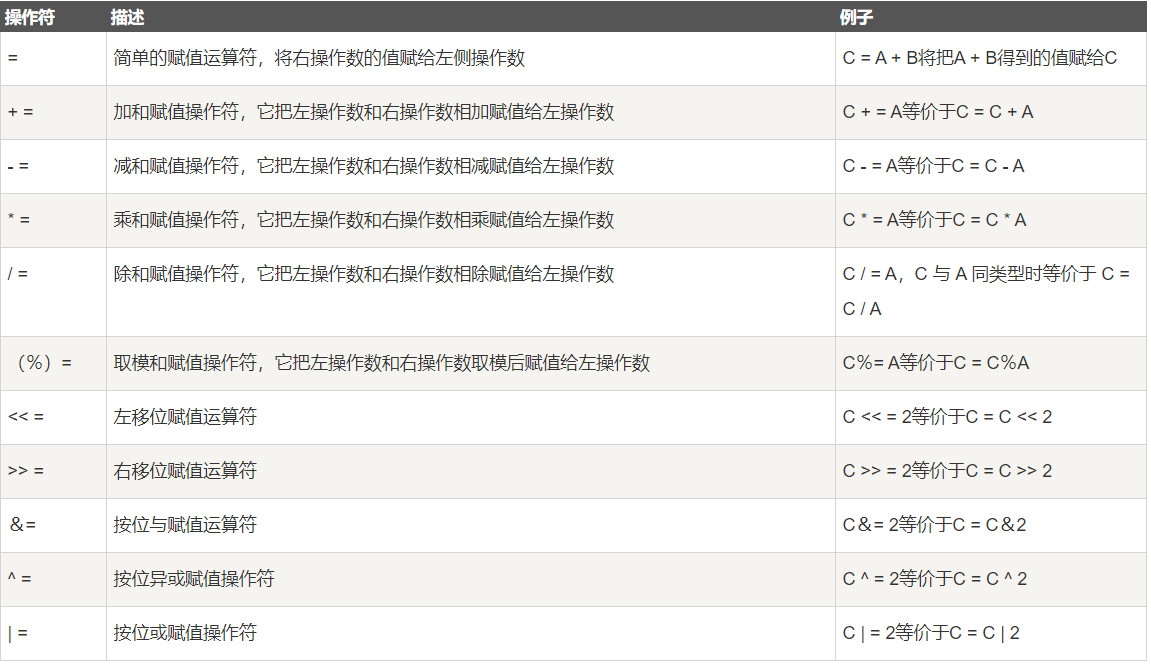 操作符 描述 例子
= 简单的赋值运算符，将右操作数的值赋给左侧操作数 C = A + B将把A + B得到的值赋给C
+ = 加和赋值操作符，它把左操作数和右操作数相加赋值给左操作数 C + = A等价于C = C + A
- = 减和赋值操作符，它把左操作数和右操作数相减赋值给左操作数 C - = A等价于C = C - A
* = 乘和赋值操作符，它把左操作数和右操作数相乘赋值给左操作数 C * = A等价于C = C * A
/ = 除和赋值操作符，它把左操作数和右操作数相除赋值给左操作数 C / = A，C 与 A 同类型时等价于 C =
C / A
（%）= 取模和赋值操作符，它把左操作数和右操作数取模后赋值给左操作数 C%= A等价于C = C%A
<< = 左移位赋值运算符 C << = 2等价于C = C << 2
>> = 右移位赋值运算符 C >> = 2等价于C = C >> 2
＆= 按位与赋值运算符 C＆= 2等价于C = C＆2
^ = 按位异或赋值操作符 C ^ = 2等价于C = C ^ 2
| = 按位或赋值操作符 C | = 2等价于C = C | 2